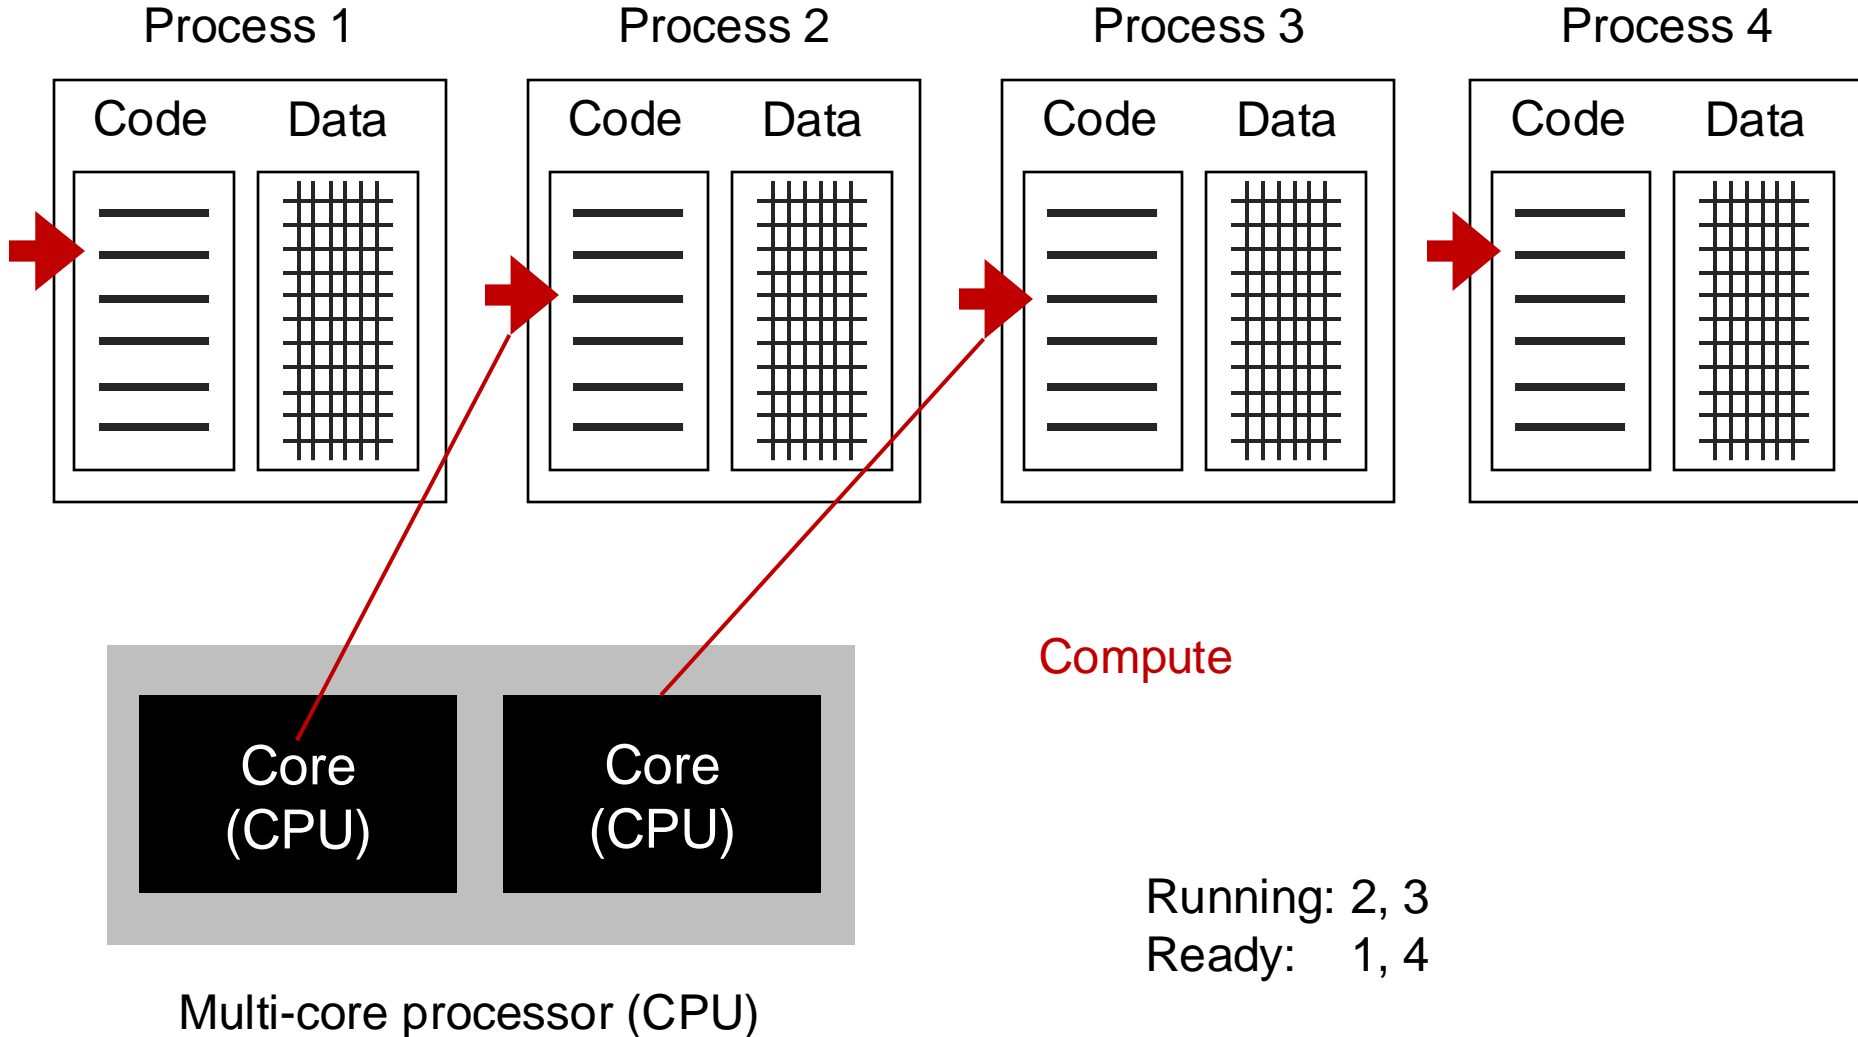 Process 1
Process 2
Process 3
Process 4
Code
Data
Code
Data
Code
Data
Code
Data
Compute
Core
(CPU)
Core
(CPU)
Running: 2, 3
Ready: 1, 4
Multi-core processor (CPU)